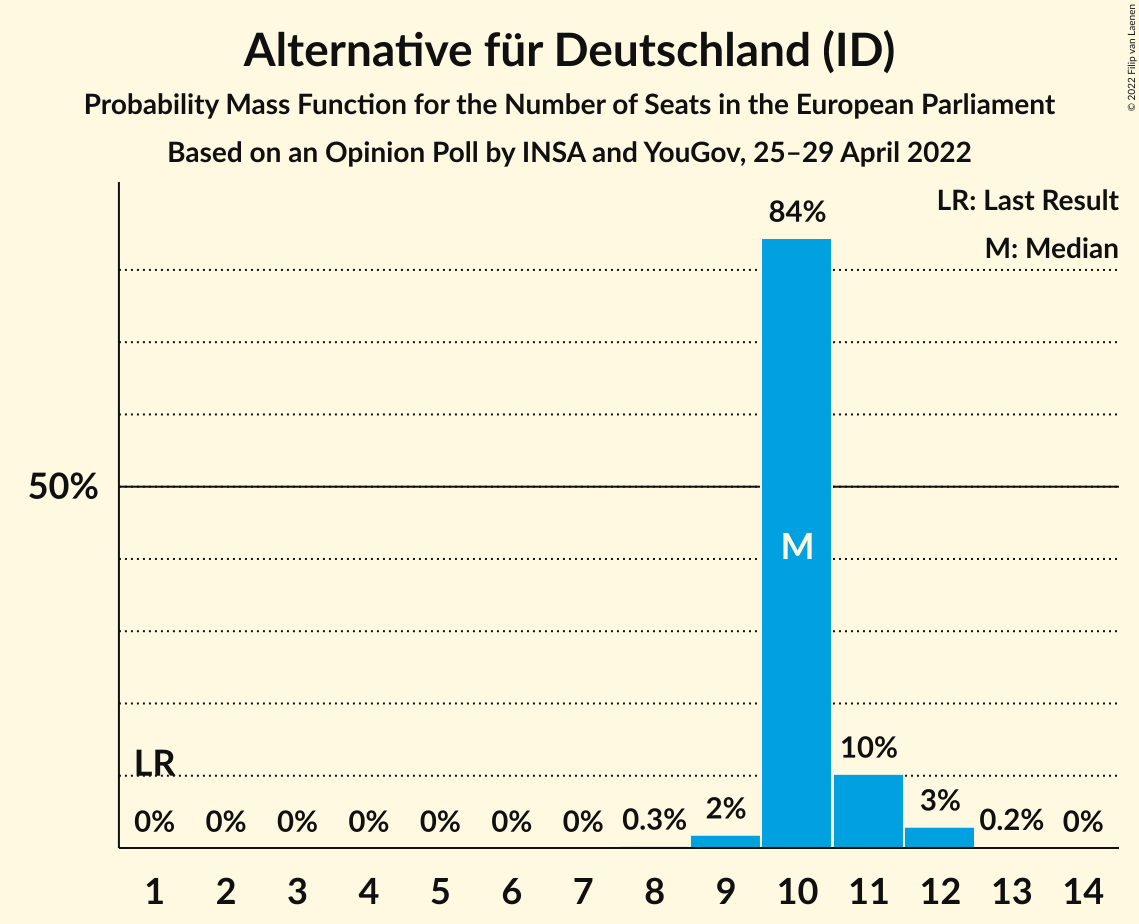 Alternative für Deutschland (ID)
Probability Mass Function for the Number of Seats in the European Parliament
Based on an Opinion Poll by INSA and YouGov, 25–29 April 2022
© 2022 Filip van Laenen
LR: Last Result
M: Median
84%
50%
M
LR
10%
0% 0% 0% 0% 0% 0% 0% 0.3% 2% 3% 0.2% 0%
1 2 3 4 5 6 7 8 9 10 11 12 13 14